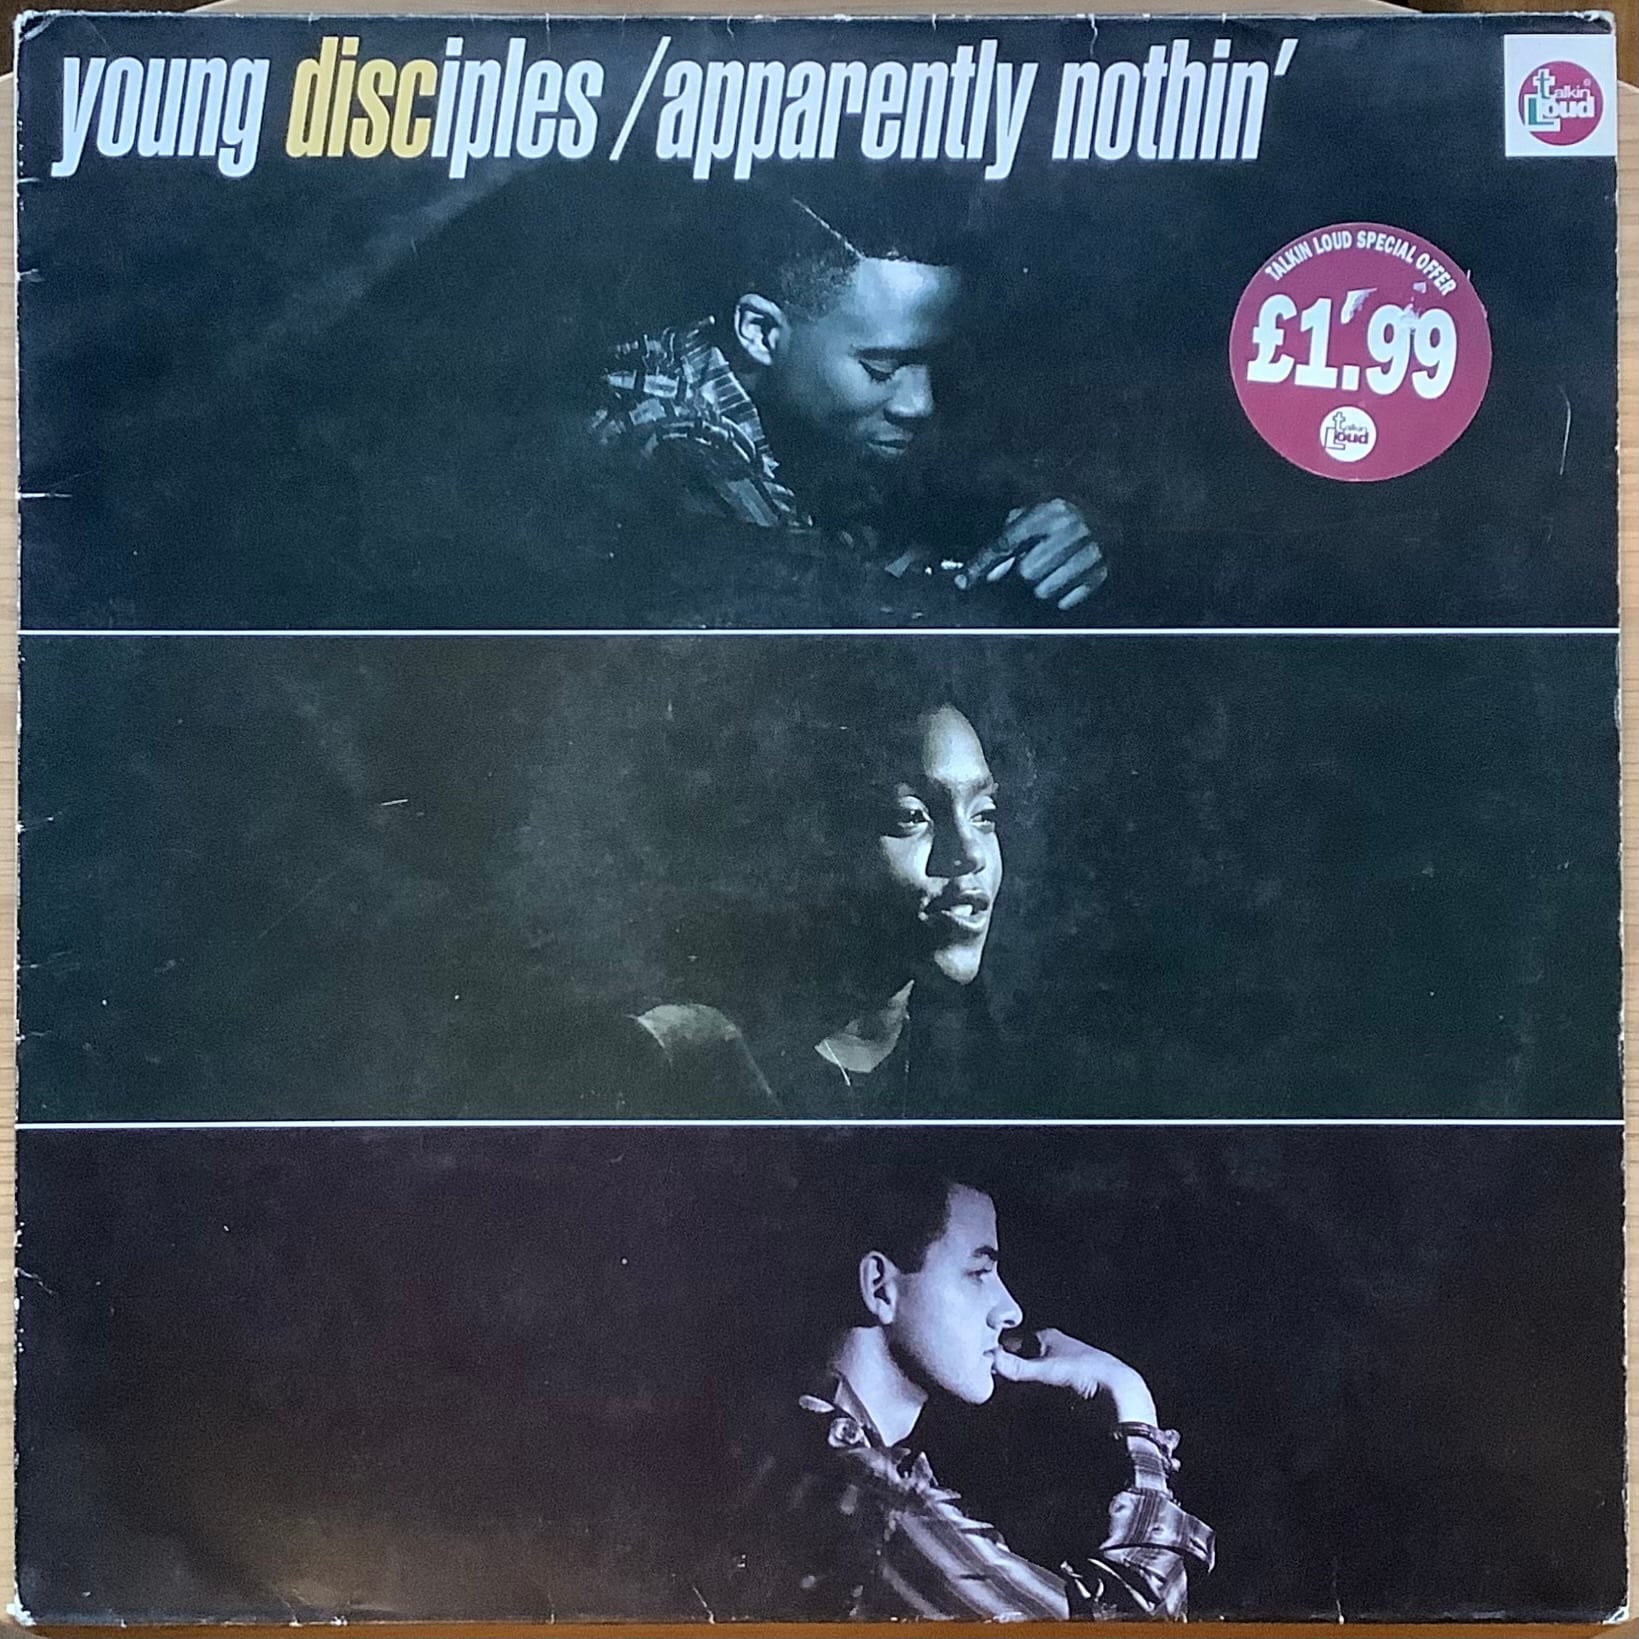 young disciples / apparently nothin'
talkin
Loud
TALKIN LOUD SPECIAL OFFER
£1.99
talkin
Loud